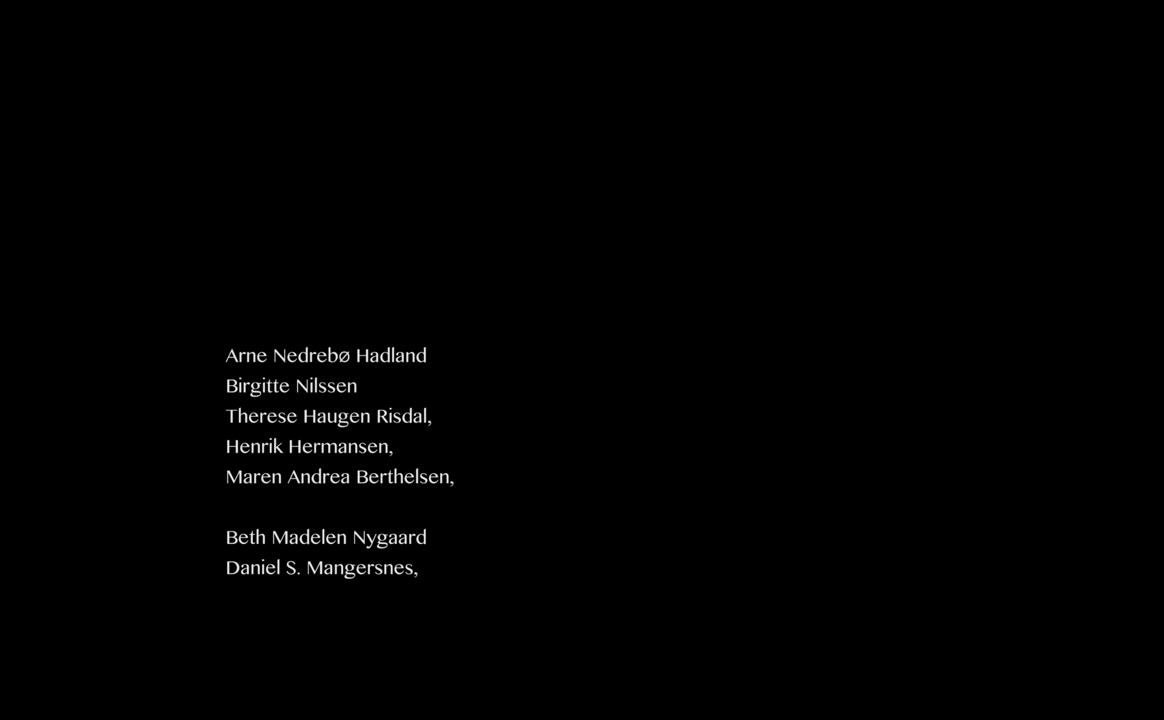 Arne Nedrebø Hadland
Birgitte Nilssen
Therese Haugen Risdal,
Henrik Hermansen,
Maren Andrea Berthelsen,
Beth Madelen Nygaard
Daniel S. Mangersnes,